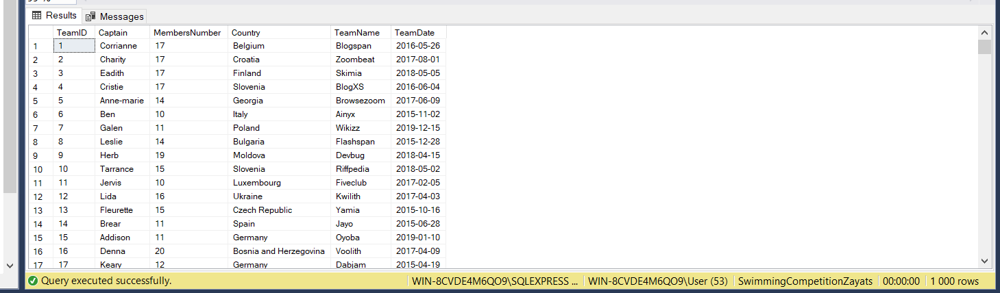 Results Messages
TeamID Captain MembersNumber Country TeamName TeamDate
1 1 Corrianne 17 Belgium Blogspan 2016-05-26
2 2 Charity 17 Croatia Zoombeat 2017-08-01
3 3 Eadith 17 Finland Skimia 2018-05-05
4 4 Cristie 17 Slovenia BlogXS 2016-06-04
5 5 Anne-marie 14 Georgia Browsezoom 2017-06-09
6 6 Ben 10 Italy Ainyx 2015-11-02
7 7 Galen 11 Poland Wikizz 2019-12-15
8 8 Leslie 14 Bulgaria Flashspan 2015-12-28
9 9 Herb 19 Moldova Devbug 2018-04-15
10 10 Tarrance 15 Slovenia Riffpedia 2018-05-02
11 11 Jervis 10 Luxembourg Fiveclub 2017-02-05
12 12 Lida 16 Ukraine Kwilith 2017-04-03
13 13 Fleurette 15 Czech Republic Yamia 2015-10-16
14 14 Brear 11 Spain Jayo 2015-06-28
15 15 Addison 11 Germany Oyoba 2019-01-10
16 16 Denna 20 Bosnia and Herzegovina Voolith 2017-04-09
17 17 Keary 12 Germany Dabjam 2015-04-19
Query executed successfully. WIN-8CVDE4M6QO9\SQLEXPRESS ... WIN-8CVDE4M6QO9\User (53) SwimmingCompetitionZayats 00:00:00 1 000 rows